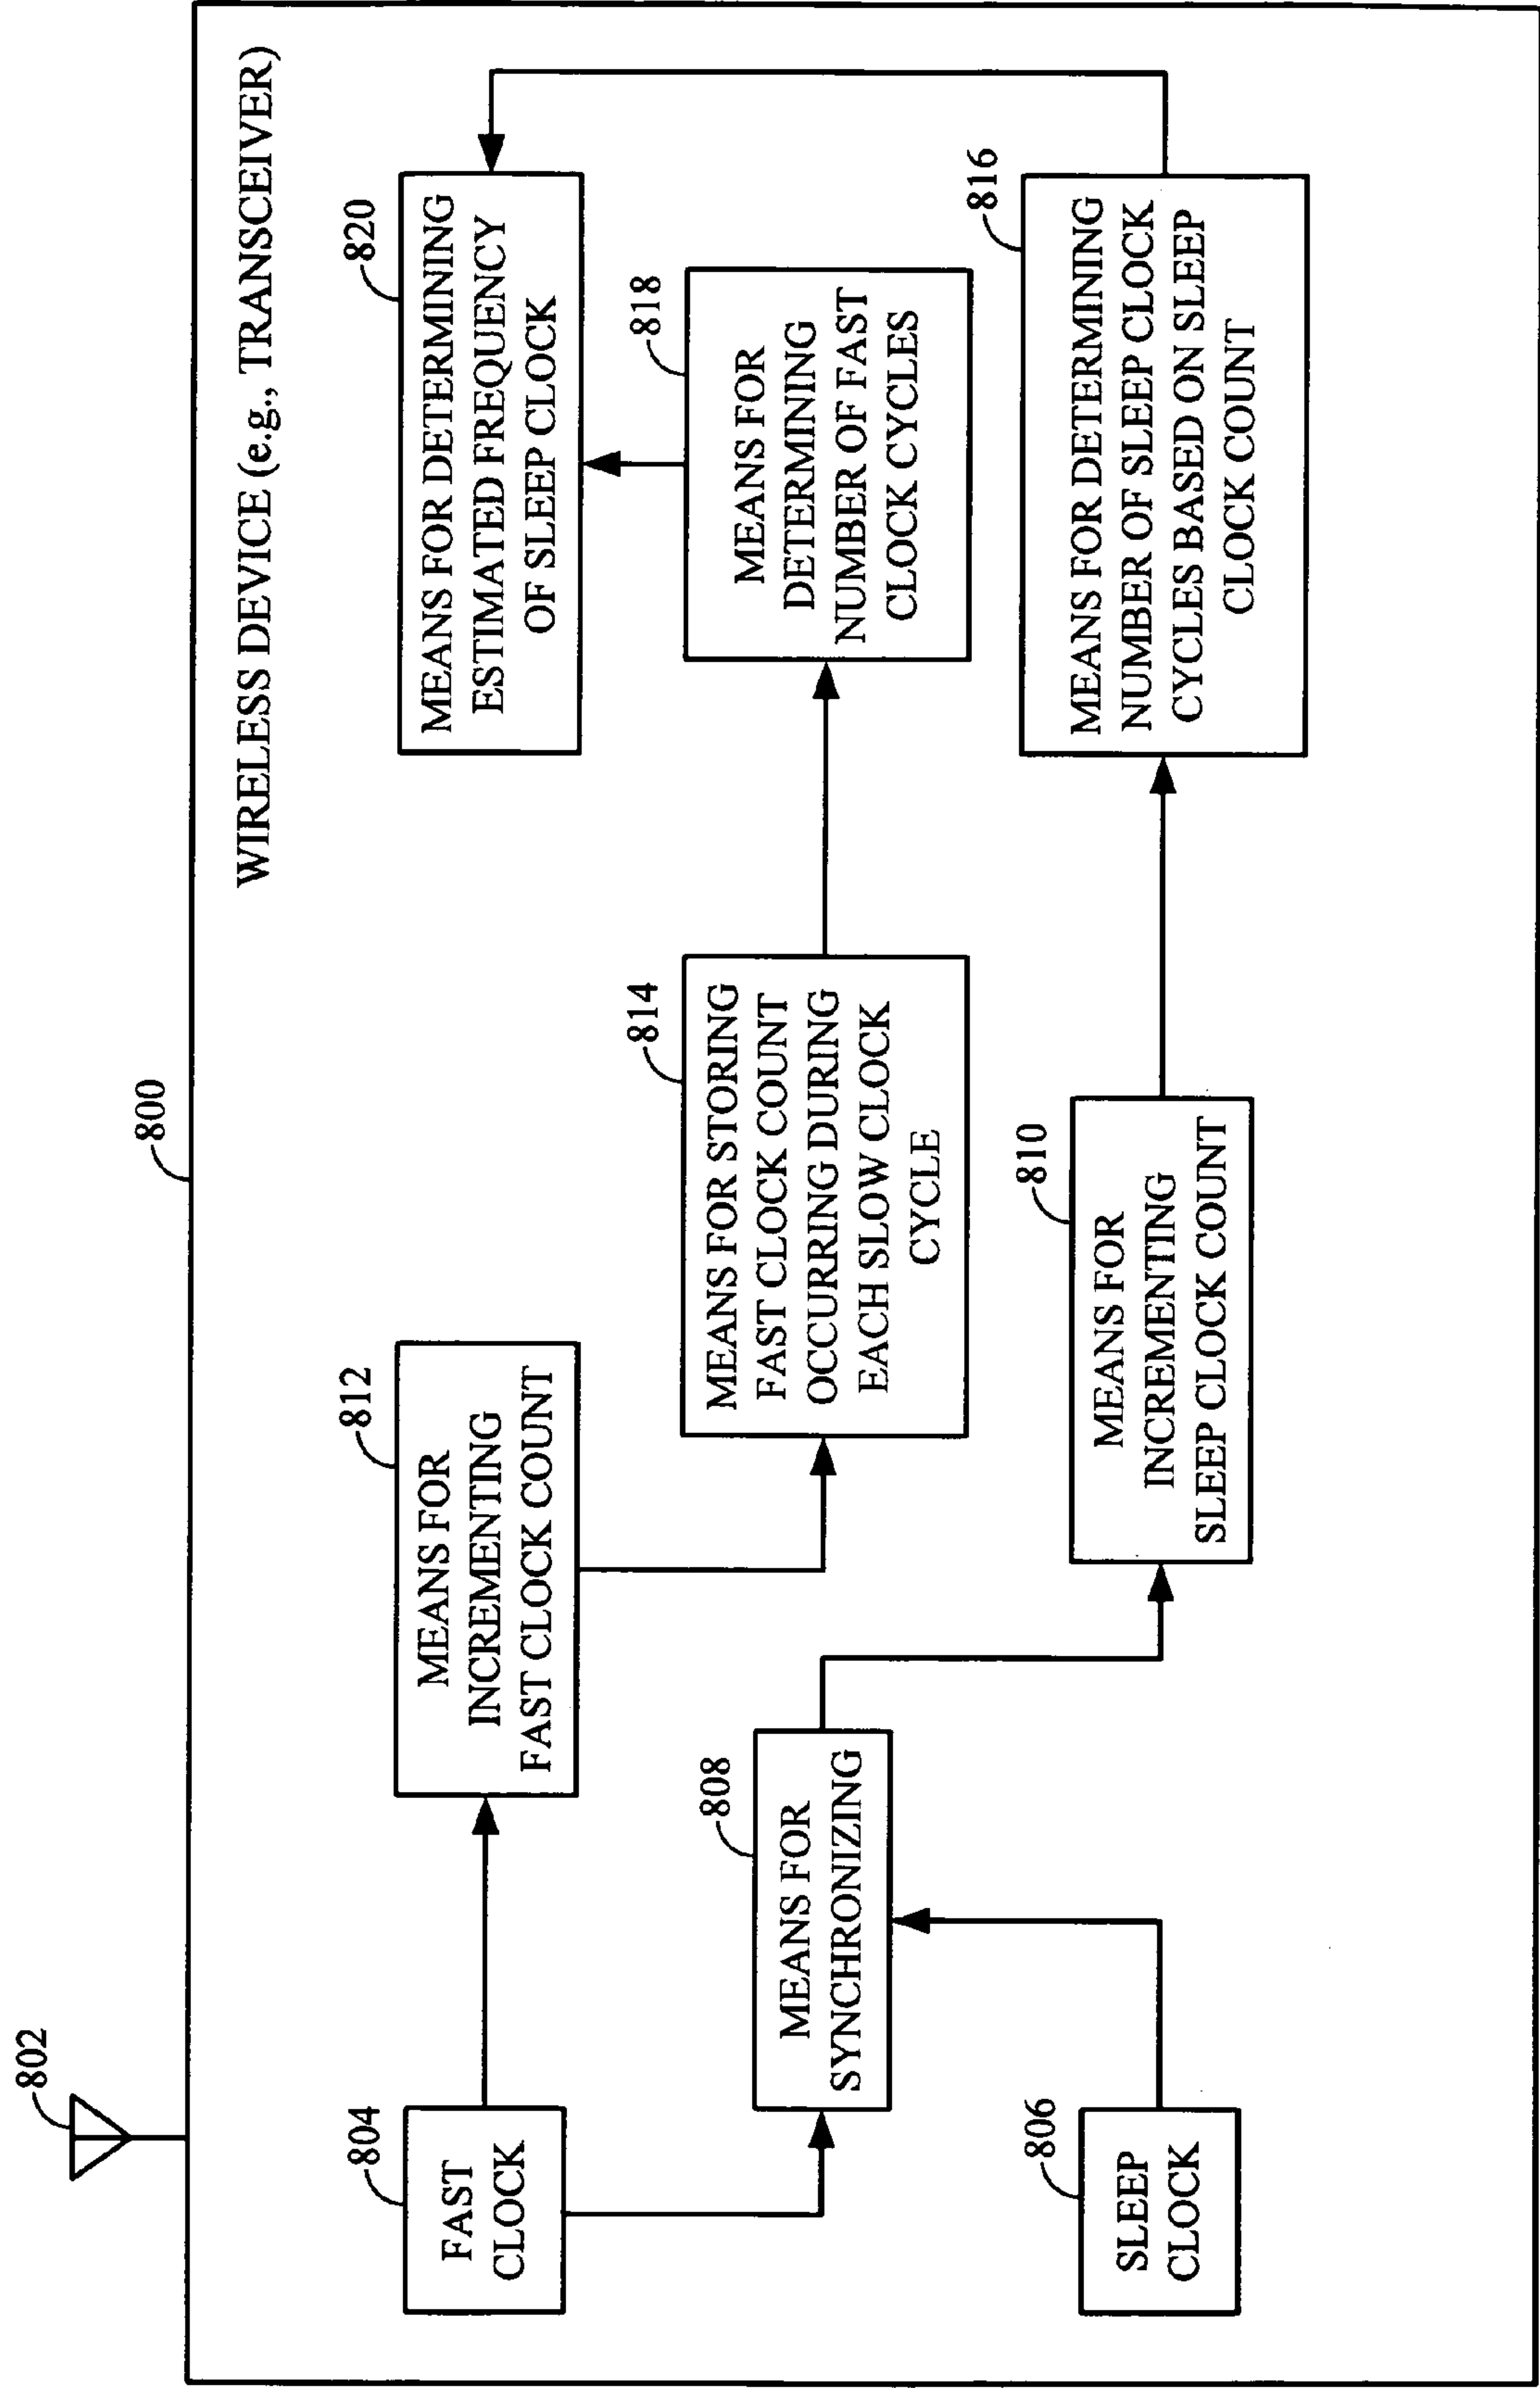 800
802
WIRELESS DEVICE (e.g., TRANSCEIVER)
804
FAST
CLOCK
812
MEANS FOR
INCREMENTING
FAST CLOCK COUNT
820
MEANS FOR DETERMINING
ESTIMATED FREQUENCY
OF SLEEP CLOCK
808
MEANS FOR
SYNCHRONIZING
814
MEANS FOR STORING
FAST CLOCK COUNT
OCCURRING DURING
EACH SLOW CLOCK
CYCLE
818
MEANS FOR
DETERMINING
NUMBER OF FAST
CLOCK CYCLES
806
SLEEP
CLOCK
810
MEANS FOR
INCREMENTING
SLEEP CLOCK COUNT
816
MEANS FOR DETERMINING
NUMBER OF SLEEP CLOCK
CYCLES BASED ON SLEEP
CLOCK COUNT